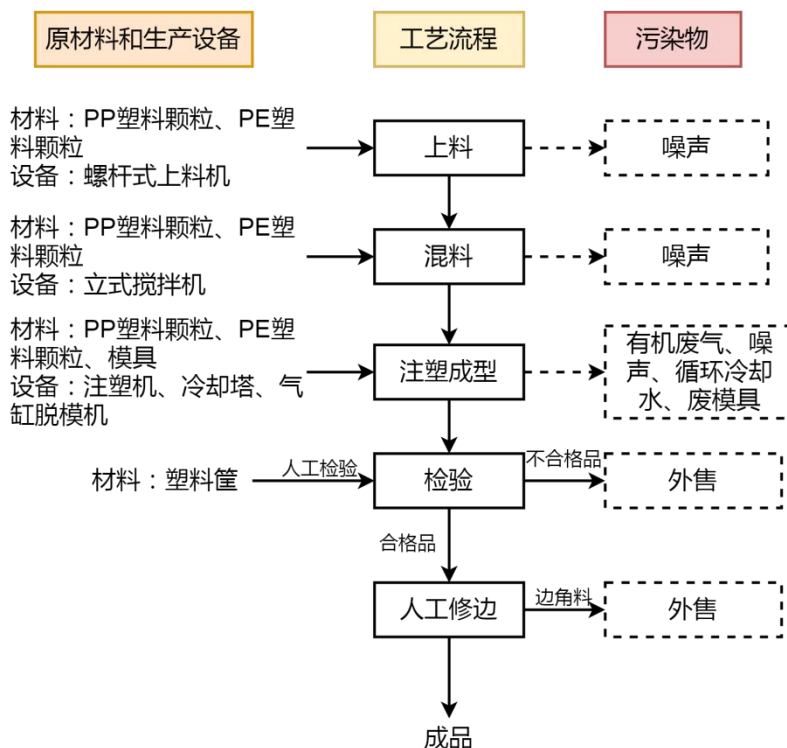 原材料和生产设备
工艺流程
污染物
材料：PP塑料颗粒、PE塑
料颗粒
设备：螺杆式上料机
上料
噪声
材料：PP塑料颗粒、PE塑
料颗粒
设备：立式搅拌机
混料
噪声
材料：PP塑料颗粒、PE塑
料颗粒、模具
设备：注塑机、冷却塔、气
缸脱模机
注塑成型
有机废气、噪
声、循环冷却
水、废模具
材料：塑料筐
人工检验
检验
不合格品
外售
合格品
人工修边
边角料
外售
成品